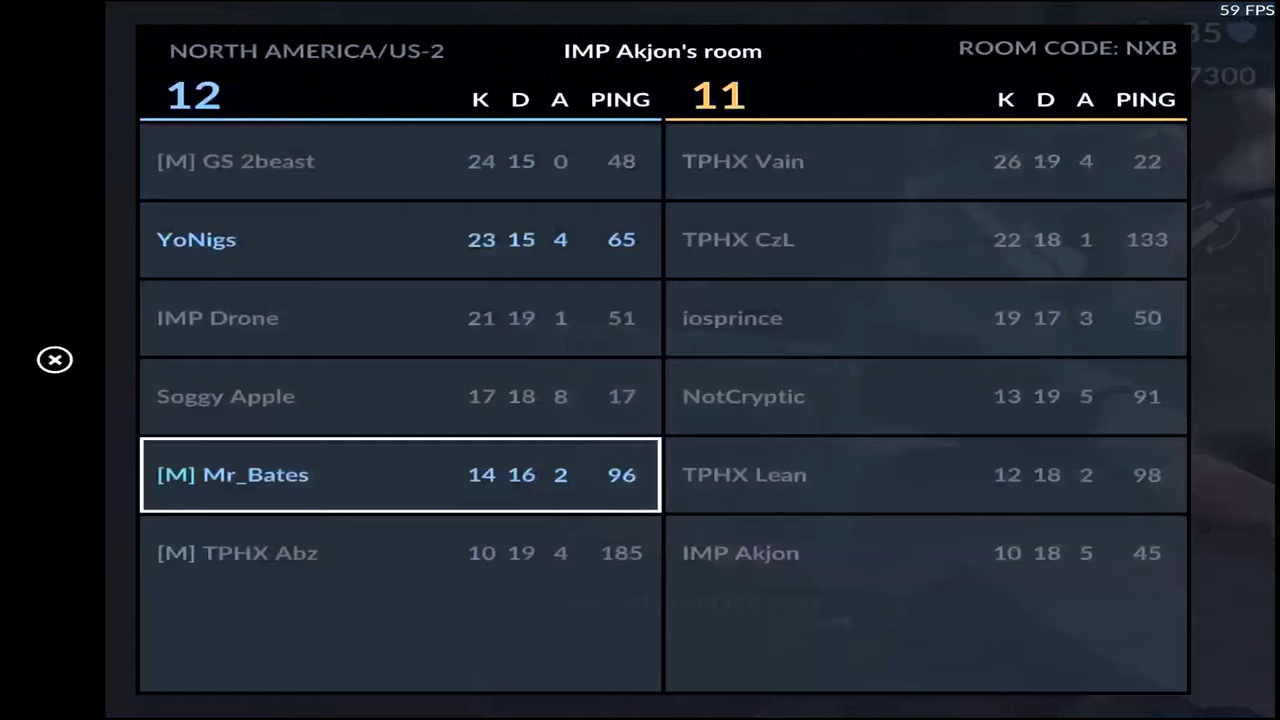 59 FPS
NORTH AMERICA/US-2 IMP Akjon's room ROOM CODE: NXB
85
7300
12 K D A PING 11 K D A PING
[M] GS 2beast 24 15 0 48 TPHX Vain 26 19 4 22
YoNigs 23 15 4 65 TPHX CzL 22 18 1 133
IMP Drone 21 19 1 51 iosprince 19 17 3 50
Soggy Apple 17 18 8 17 NotCryptic 13 19 5 91
[M] Mr_Bates 14 16 2 96 TPHX Lean 12 18 2 98
[M] TPHX Abz 10 19 4 185 IMP Akjon 10 18 5 45